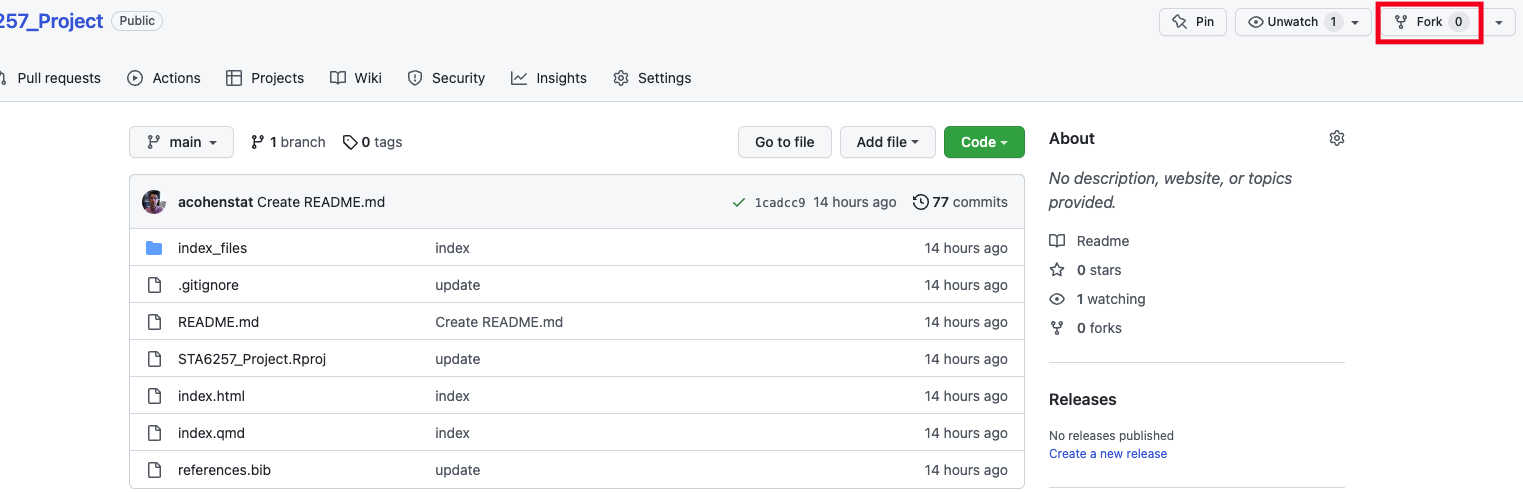 257_Project Public Pin Unwatch 1 Fork 0
Pull requests Actions Projects Wiki Security Insights Settings
main 1 branch 0 tags Go to file Add file Code
acohenstat Create README.md 1cadcc9 14 hours ago 77 commits
index_files index 14 hours ago
.gitignore update 14 hours ago
README.md Create README.md 14 hours ago
STA6257_Project.Rproj update 14 hours ago
index.html index 14 hours ago
index.qmd index 14 hours ago
references.bib update 14 hours ago
About
No description, website, or topics
provided.
Readme
0 stars
1 watching
0 forks
Releases
No releases published
Create a new release